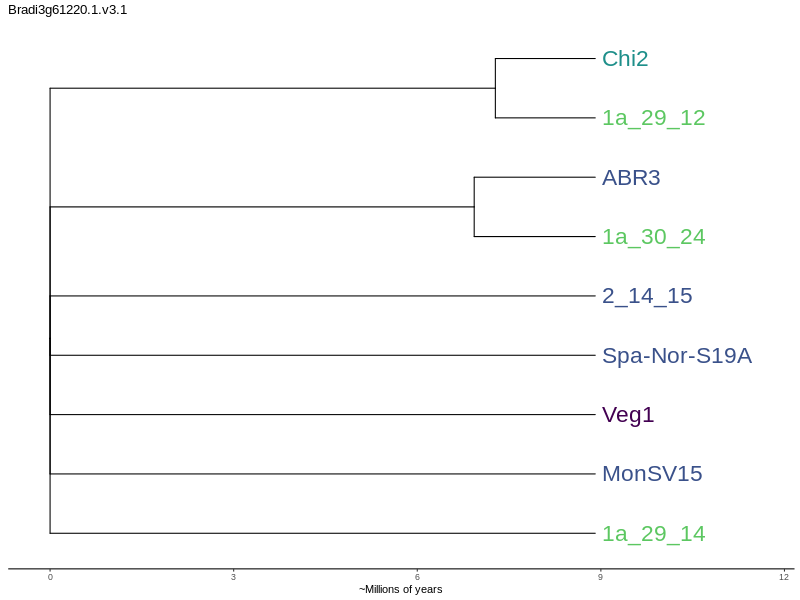 Bradi3g61220.1.v3.1
Chi2
1a_29_12
ABR3
1a_30_24
2_14_15
Spa-Nor-S19A
Veg1
MonSV15
1a_29_14
0 3 6 9 12
~Millions of years